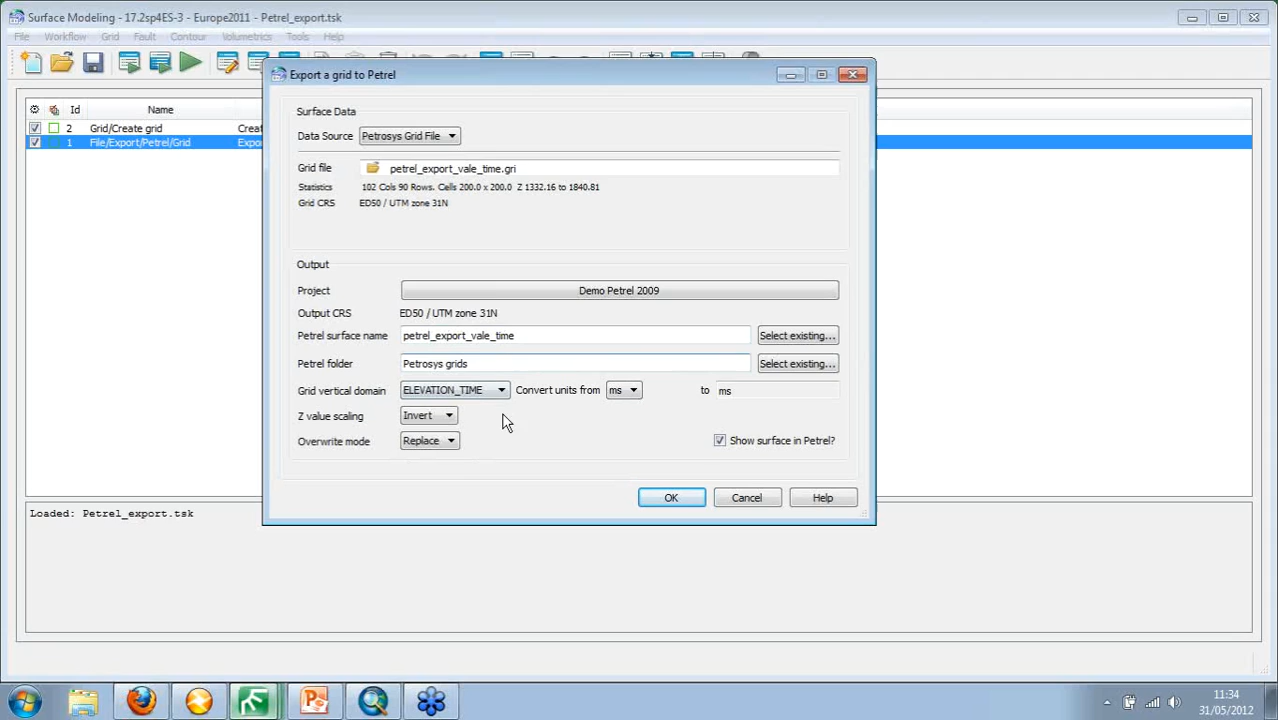 Surface Modeling - 17.2sp4ES-3 - Europe2011 - Petrel_export.tsk
File Workflow Grid Fault Contour Volumetrics Tools Help
Export a grid to Petrel
Id Name
2 Grid/Create grid Creat
1 File/Export/Petrel/Grid Expo
Surface Data
Data Source Petrosys Grid File
Grid file petrel_export_vale_time.gri
Statistics 102 Cols 90 Rows. Cells 200.0 x 200.0 Z 1332.16 to 1840.81
Grid CRS ED50 / UTM zone 31N
Output
Project Demo Petrel 2009
Output CRS ED50 / UTM zone 31N
Petrel surface name petrel_export_vale_time Select existing...
Petrel folder Petrosys grids Select existing...
Grid vertical domain ELEVATION_TIME Convert units from ms to ms
Z value scaling Invert
Overwrite mode Replace Show surface in Petrel?
OK Cancel Help
Loaded: Petrel_export.tsk
11:34
31/05/2012